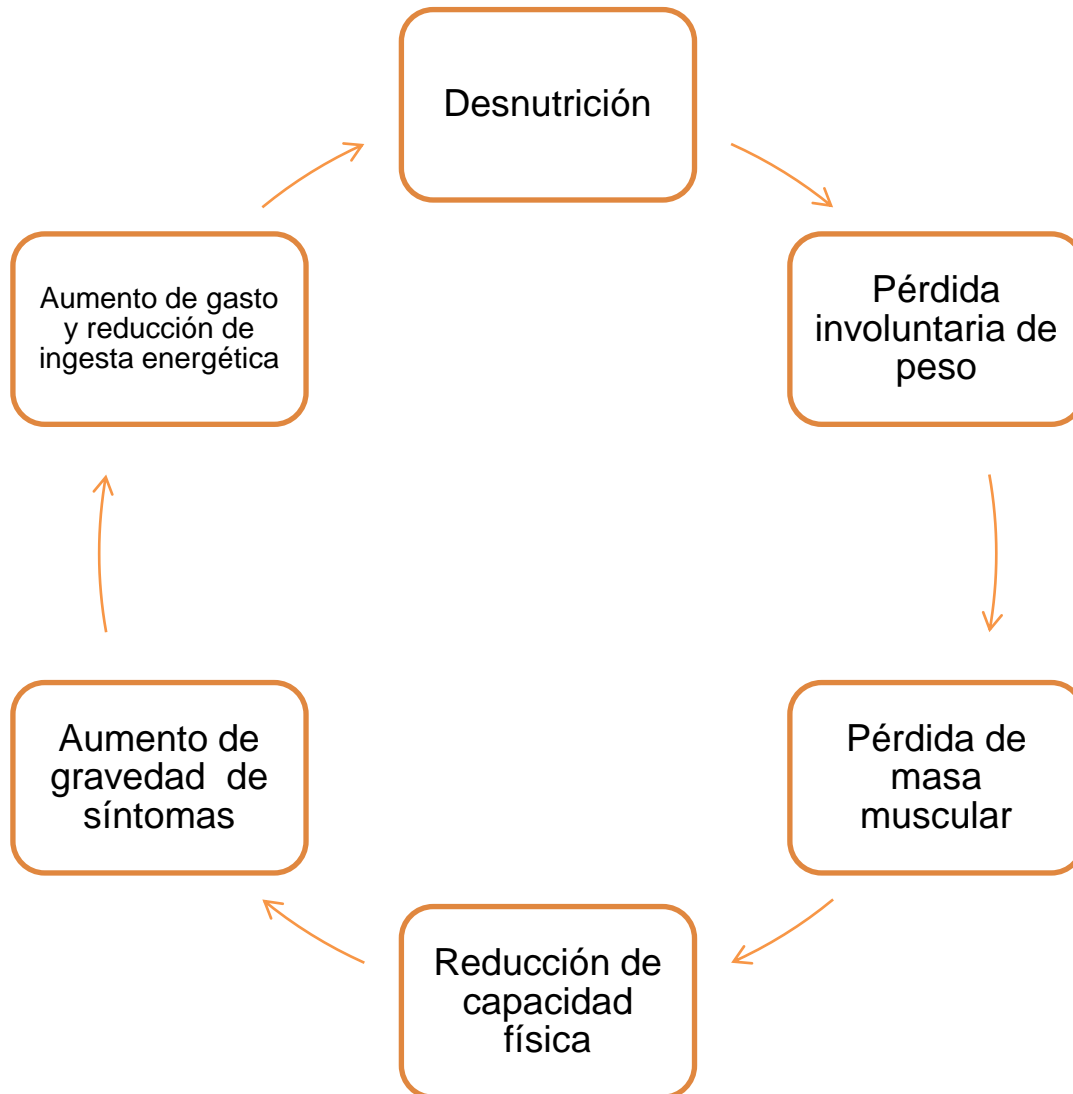 Desnutrición
Pérdida
involuntaria de
peso
Pérdida de
masa
muscular
Reducción de
capacidad
física
Aumento de
gravedad  de
síntomas
Aumento de gasto
y reducción de
ingesta energética